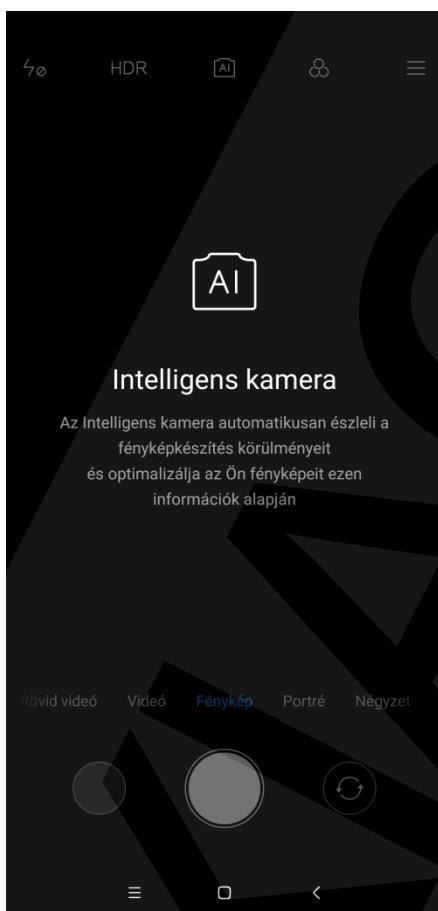 HDR
AI
AI
Intelligens kamera
Az Intelligens kamera automatikusan észleli a
fényképkészítés körülményeit
és optimalizálja az Ön fényképeit ezen
információk alapján
Rövid videó Videó Fénykép Portré Négyzet